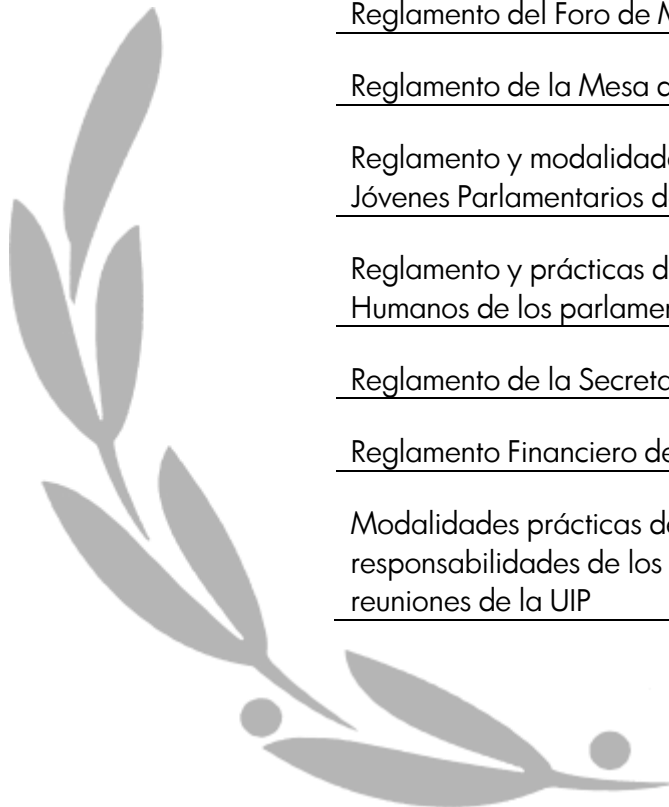 Reglamento del Foro de
Reglamento de la Mesa
Reglamento y
Jóvenes Parlamentarios
Reglamento y prácticas
Humanos de los
Reglamento de la
Reglamento Financiero
Modalidades prácticas
responsabilidades de los
reuniones de la UIP